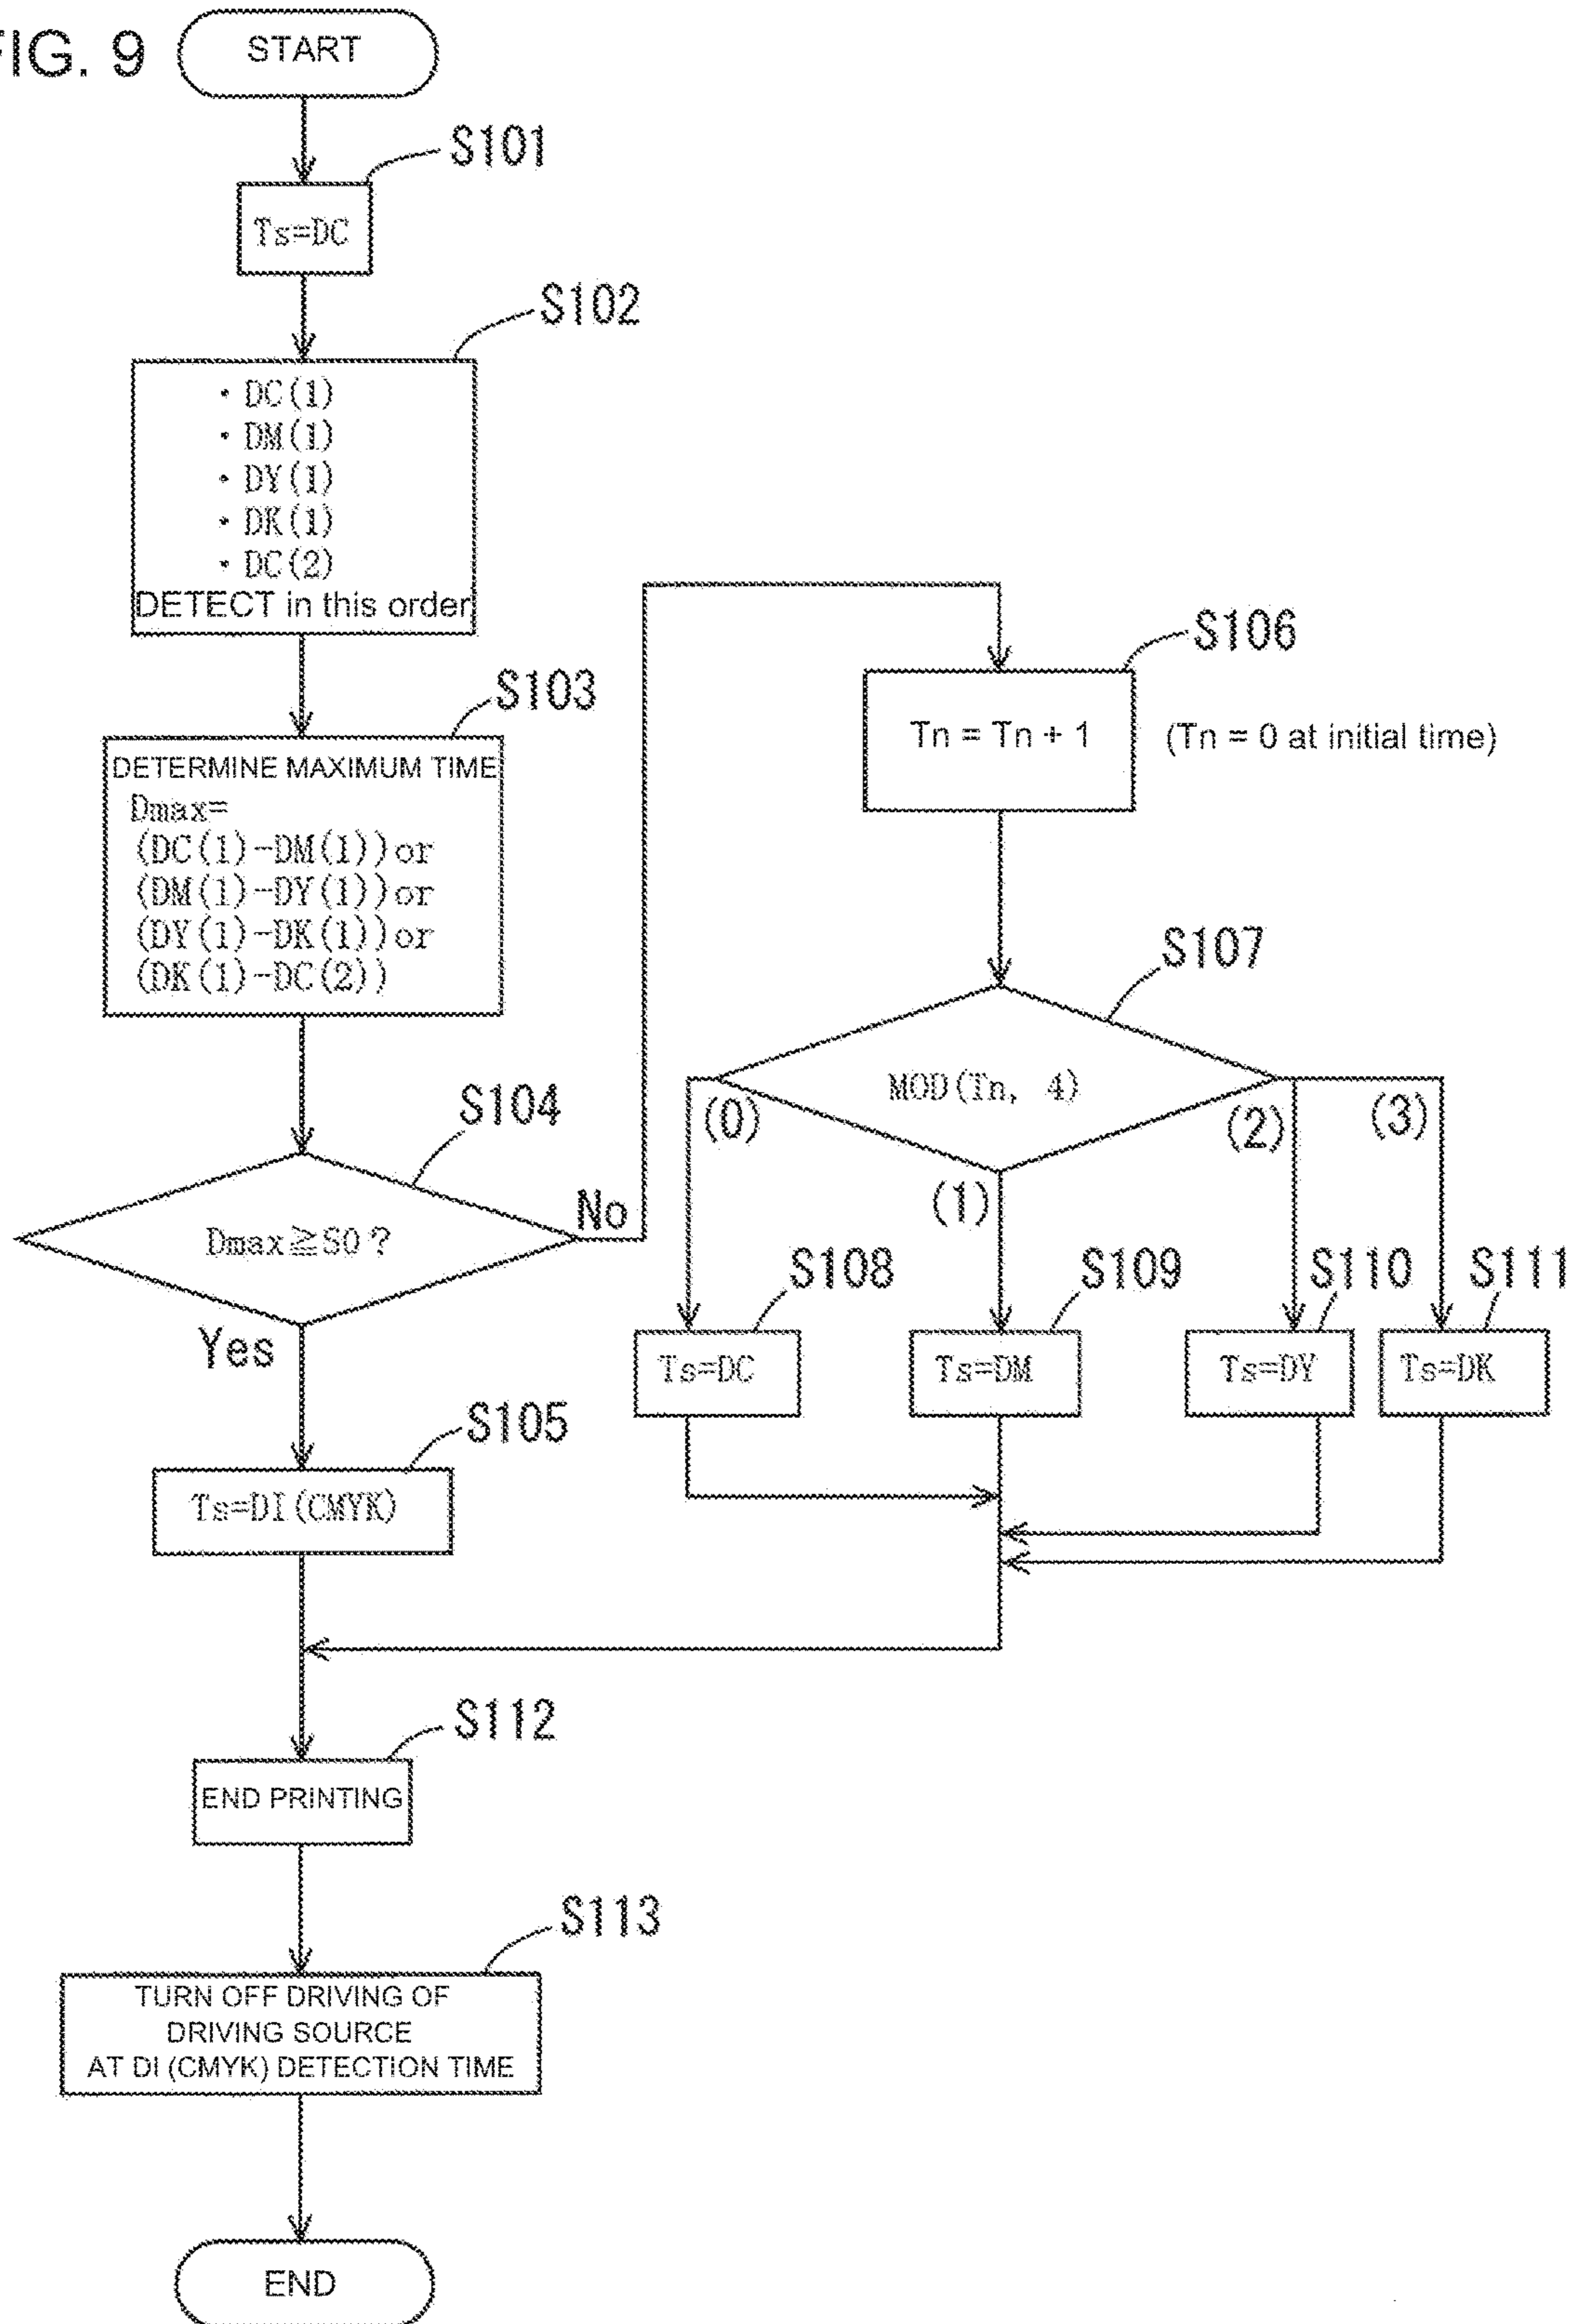 FIG. 9
START
S101
Ts=DC
S102
・DC(1)
・DM(1)
・DY(1)
・DK(1)
・DC(2)
DETECT in this order
S103
DETERMINE MAXIMUM TIME
Dmax=
(DC(1)-DM(1))or
(DM(1)-DY(1))or
(DY(1)-DK(1))or
(DK(1)-DC(2))
S104
Dmax≧S0?
No
Yes
S105
Ts=DI(CMYK)
S106
Tn = Tn + 1
(Tn = 0 at initial time)
S107
MOD(Tn, 4)
(0)
(1)
(2)
(3)
S108
Ts=DC
S109
Ts=DM
S110
Ts=DY
S111
Ts=DK
S112
END PRINTING
S113
TURN OFF DRIVING OF
DRIVING SOURCE
AT DI (CMYK) DETECTION TIME
END